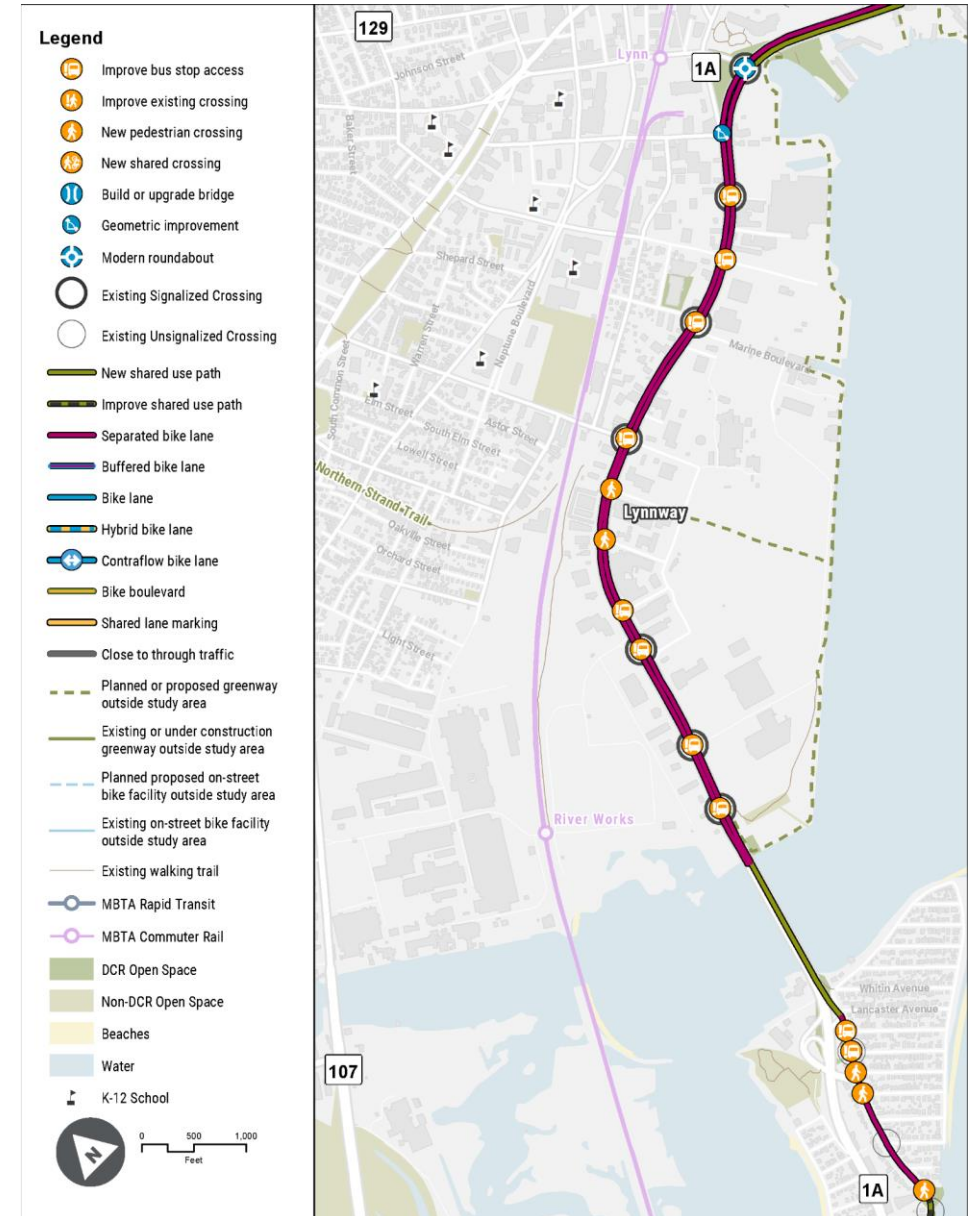 Legend
Improve bus stop access
Improve existing crossing
New pedestrian crossing
New shared crossing
Build or upgrade bridge
Geometric improvement
Modern roundabout
Existing Signalized Crossing
Existing Unsignalized Crossing
New shared use path
Improve shared use path
Separated bike lane
Buffered bike lane
Bike lane
Hybrid bike lane
Contraflow bike lane
Bike boulevard
Shared lane marking
Close to through traffic
Planned or proposed greenway
outside study area
Existing or under construction
greenway outside study area
Planned proposed on-street
bike facility outside study area
Existing on-street bike facility
outside study area
Existing walking trail
MBTA Rapid Transit
MBTA Commuter Rail
DCR Open Space
Non-DCR Open Space
Beaches
Water
K-12 School
N
0 500 1,000
Feet
129
Lynn
1A
Johnson Street
Baker Street
Shepard Street
Warren Street
Neptune Boulevard
Marine Boulevard
South Common Street
Elm Street
Astor Street
South Elm Street
Lowell Street
Northern Strand Trail
Lynnway
Oakville Street
Orchard Street
Light Street
River Works
Whitin Avenue
Lancaster Avenue
107
1A